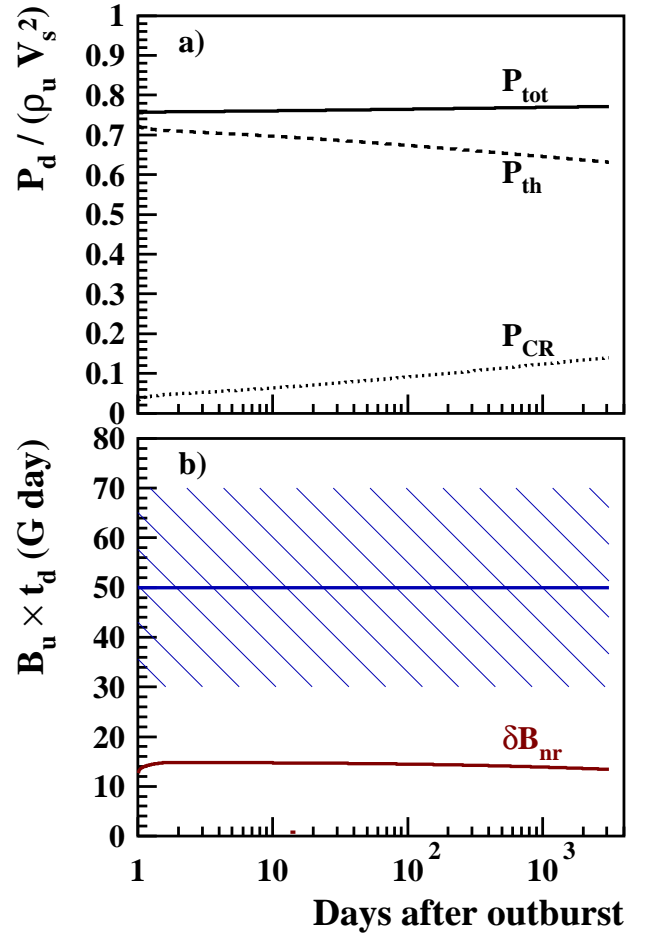 a)
P_d / (ρ_u V_s^2)
1
0.9
0.8
0.7
0.6
0.5
0.4
0.3
0.2
0.1
0
P_tot
P_th
P_CR
b)
B_u × t_d (G day)
80
70
60
50
40
30
20
10
0
δB_nr
1
10
10^2
10^3
Days after outburst